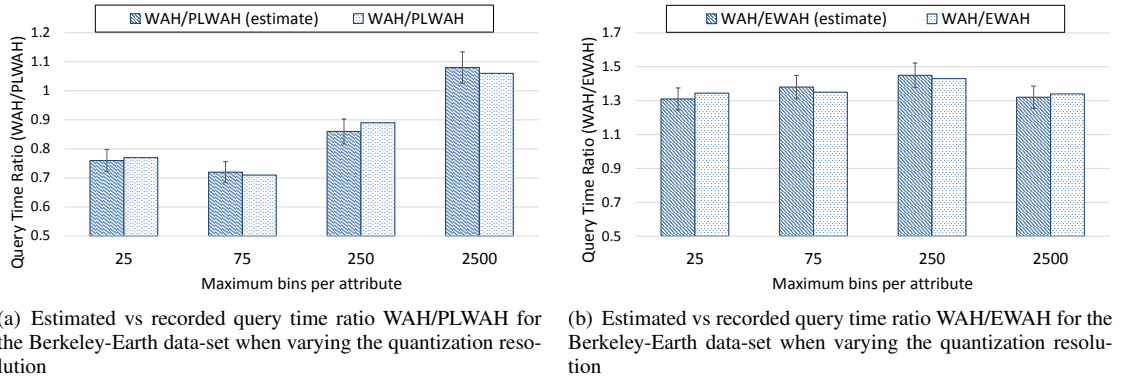 WAH/PLWAH (estimate) WAH/PLWAH
Query Time Ratio (WAH/PLWAH)
1.2
1.1
1
0.9
0.8
0.7
0.6
0.5
25 75 250 2500
Maximum bins per attribute
(a) Estimated vs recorded query time ratio WAH/PLWAH for
the Berkeley-Earth data-set when varying the quantization reso-
lution
WAH/EWAH (estimate) WAH/EWAH
Query Time Ratio (WAH/EWAH)
1.7
1.5
1.3
1.1
0.9
0.7
0.5
25 75 250 2500
Maximum bins per attribute
(b) Estimated vs recorded query time ratio WAH/EWAH for the
Berkeley-Earth data-set when varying the quantization resolu-
tion